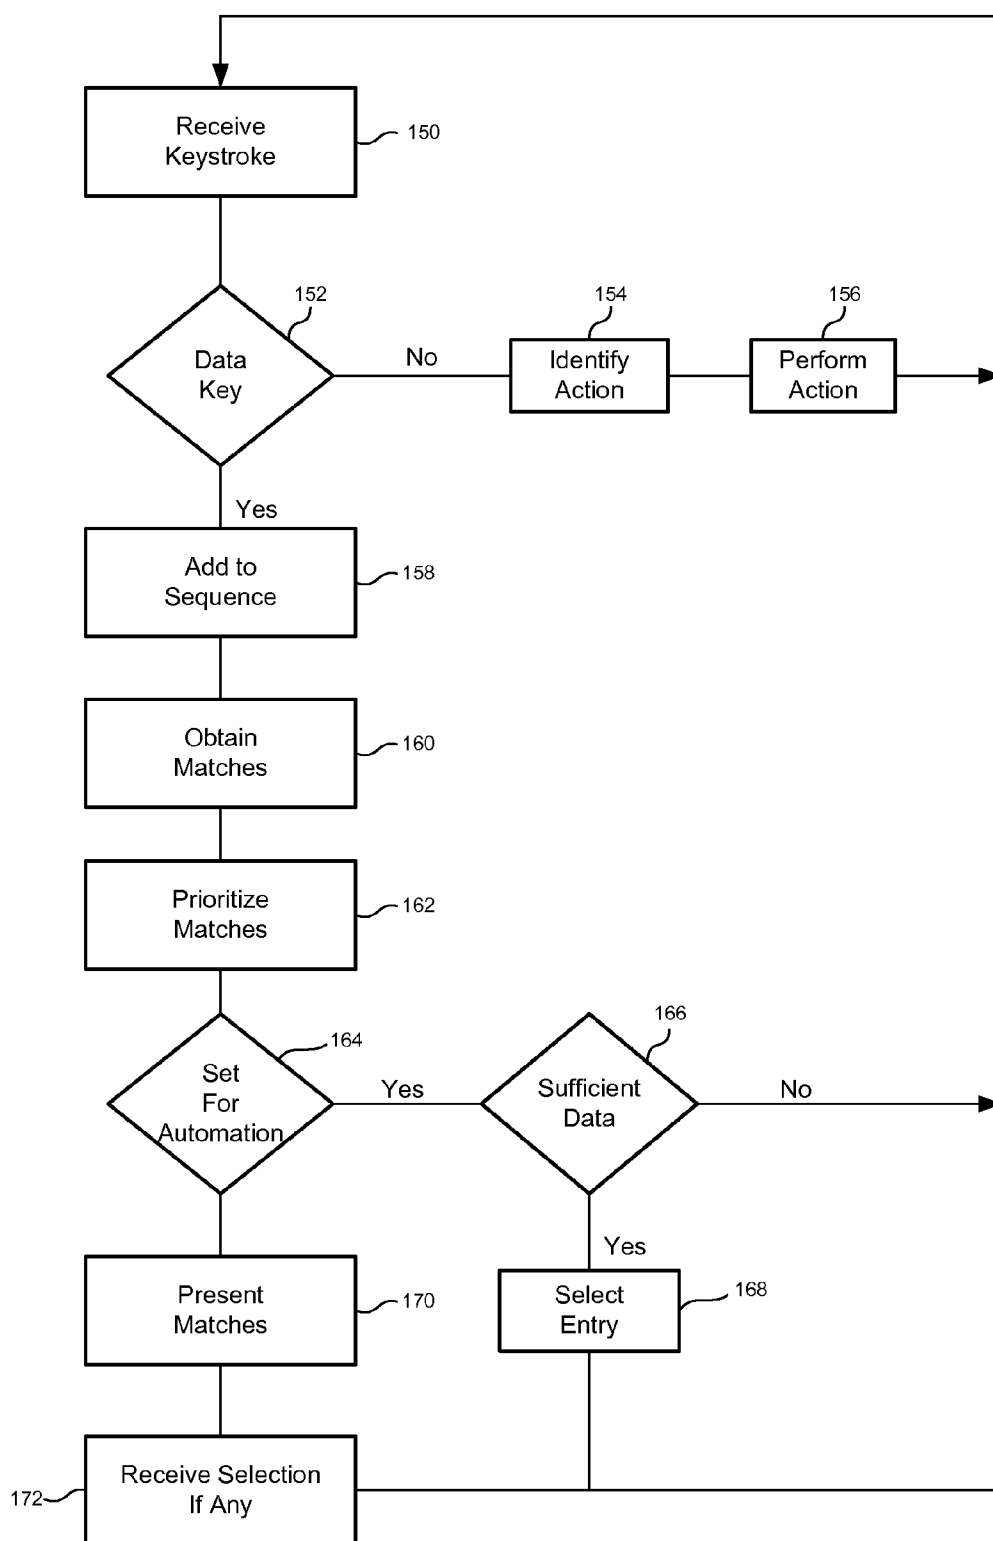 Receive
Keystroke
150
152
Data
Key
No
154
Identify
Action
156
Perform
Action
Yes
Add to
Sequence
158
Obtain
Matches
160
Prioritize
Matches
162
164
Set
For
Automation
Yes
166
Sufficient
Data
No
Yes
Present
Matches
170
Select
Entry
168
Receive Selection
If Any
172